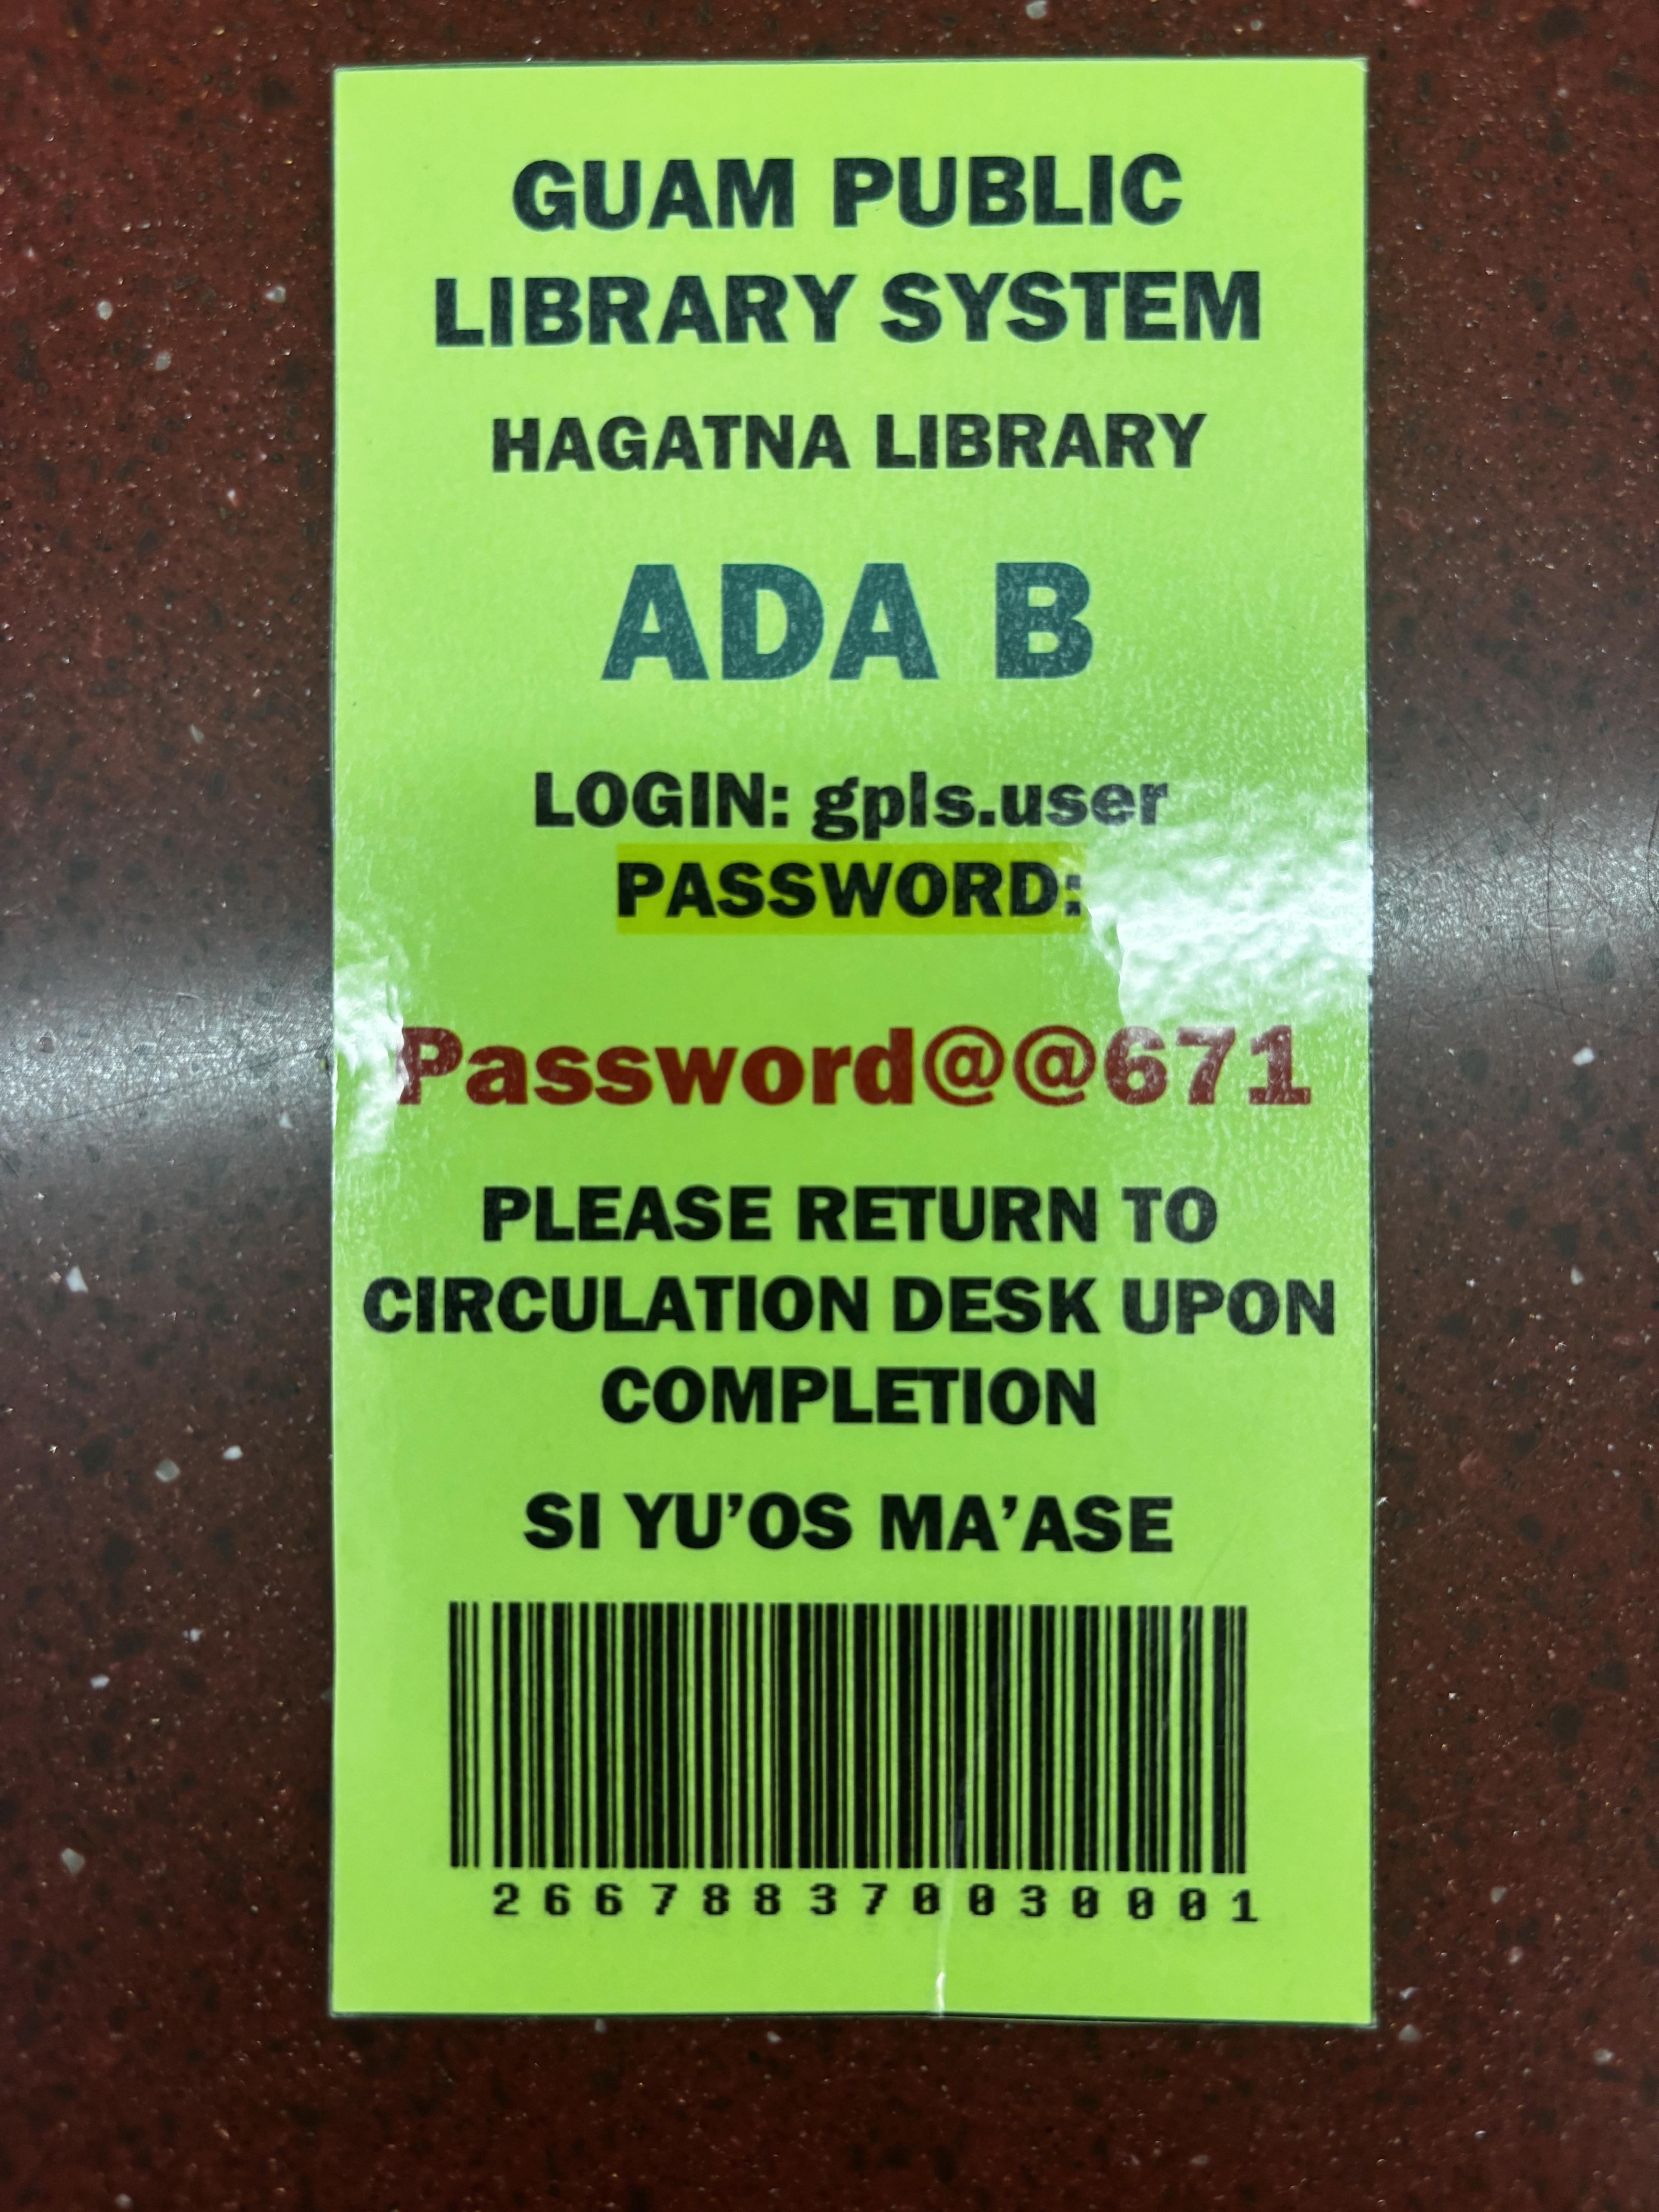 GUAM PUBLIC
LIBRARY SYSTEM
HAGATNA LIBRARY
ADA B
LOGIN: gpls.user
PASSWORD:
Password@@671
PLEASE RETURN TO
CIRCULATION DESK UPON
COMPLETION
SI YU’OS MA’ASE
266788370030001